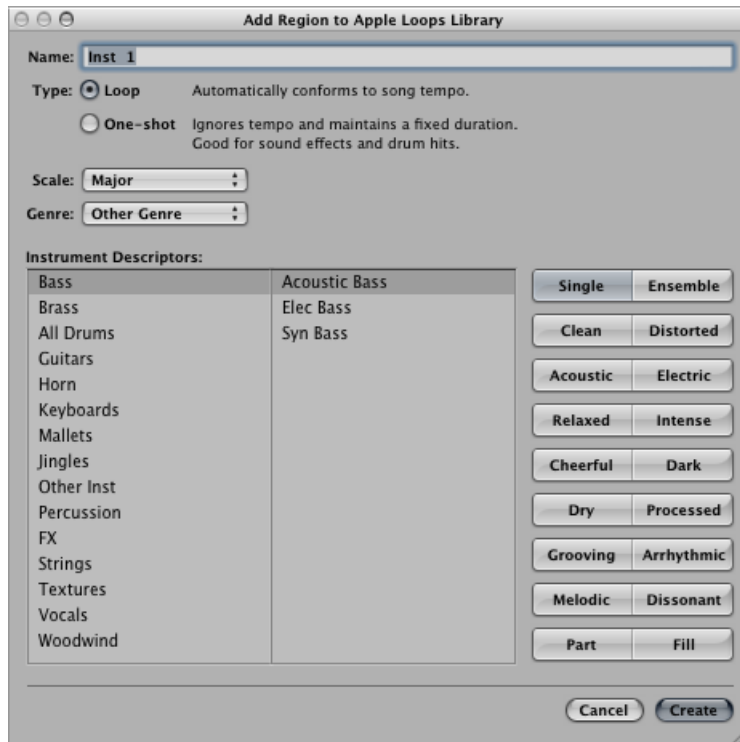 Add Region to Apple Loops Library
Name: Inst 1
Type: Loop Automatically conforms to song tempo.
One-shot Ignores tempo and maintains a fixed duration.
Good for sound effects and drum hits.
Scale: Major
Genre: Other Genre
Instrument Descriptors:
Bass Acoustic Bass Single Ensemble
Brass Elec Bass
All Drums Syn Bass Clean Distorted
Guitars
Horn Acoustic Electric
Keyboards
Mallets Relaxed Intense
Jingles Cheerful Dark
Other Inst
Percussion Dry Processed
FX
Strings Grooving Arrhythmic
Textures Melodic Dissonant
Vocals
Woodwind Part Fill
Cancel Create